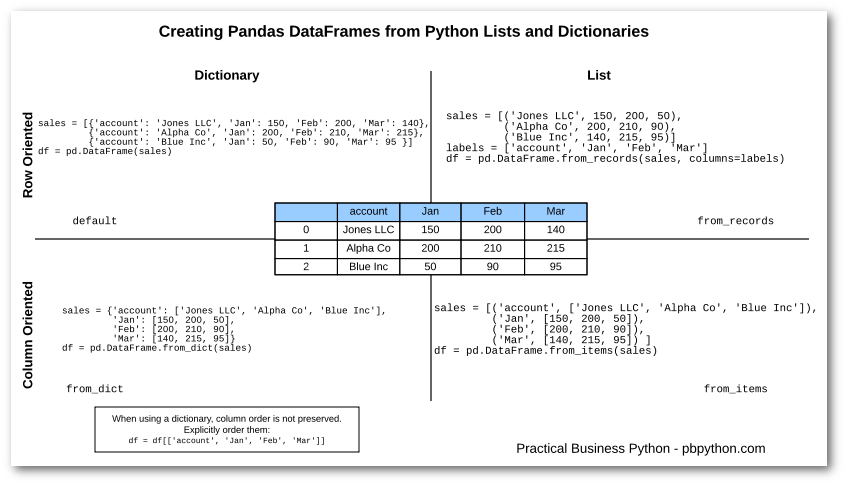 Creating Pandas DataFrames from Python Lists and Dictionaries
Dictionary
List
Row Oriented
sales = [{'account': 'Jones LLC', 'Jan': 150, 'Feb': 200, 'Mar': 140},
{'account': 'Alpha Co', 'Jan': 200, 'Feb': 210, 'Mar': 215},
{'account': 'Blue Inc', 'Jan': 50, 'Feb': 90, 'Mar': 95 }]
df = pd.DataFrame(sales)
default
sales = [('Jones LLC', 150, 200, 50),
('Alpha Co', 200, 210, 90),
('Blue Inc', 140, 215, 95)]
labels = ['account', 'Jan', 'Feb', 'Mar']
df = pd.DataFrame.from_records(sales, columns=labels)
from_records
account Jan Feb Mar
0 Jones LLC 150 200 140
1 Alpha Co 200 210 215
2 Blue Inc 50 90 95
Column Oriented
sales = {'account': ['Jones LLC', 'Alpha Co', 'Blue Inc'],
'Jan': [150, 200, 50],
'Feb': [200, 210, 90],
'Mar': [140, 215, 95]}
df = pd.DataFrame.from_dict(sales)
from_dict
sales = [('account', ['Jones LLC', 'Alpha Co', 'Blue Inc']),
('Jan', [150, 200, 50]),
('Feb', [200, 210, 90]),
('Mar', [140, 215, 95]) ]
df = pd.DataFrame.from_items(sales)
from_items
When using a dictionary, column order is not preserved.
Explicitly order them:
df = df[['account', 'Jan', 'Feb', 'Mar']]
Practical Business Python - pbpython.com